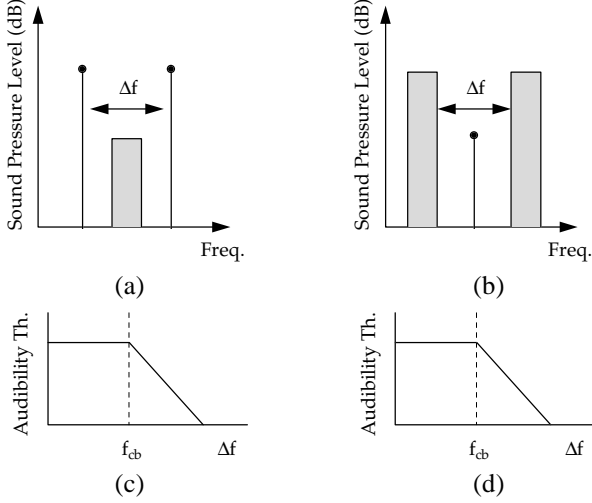 Sound Pressure Level (dB)
Δf
Freq.
(a)
Sound Pressure Level (dB)
Δf
Freq.
(b)
Audibility Th.
f_cb
Δf
(c)
Audibility Th.
f_cb
Δf
(d)